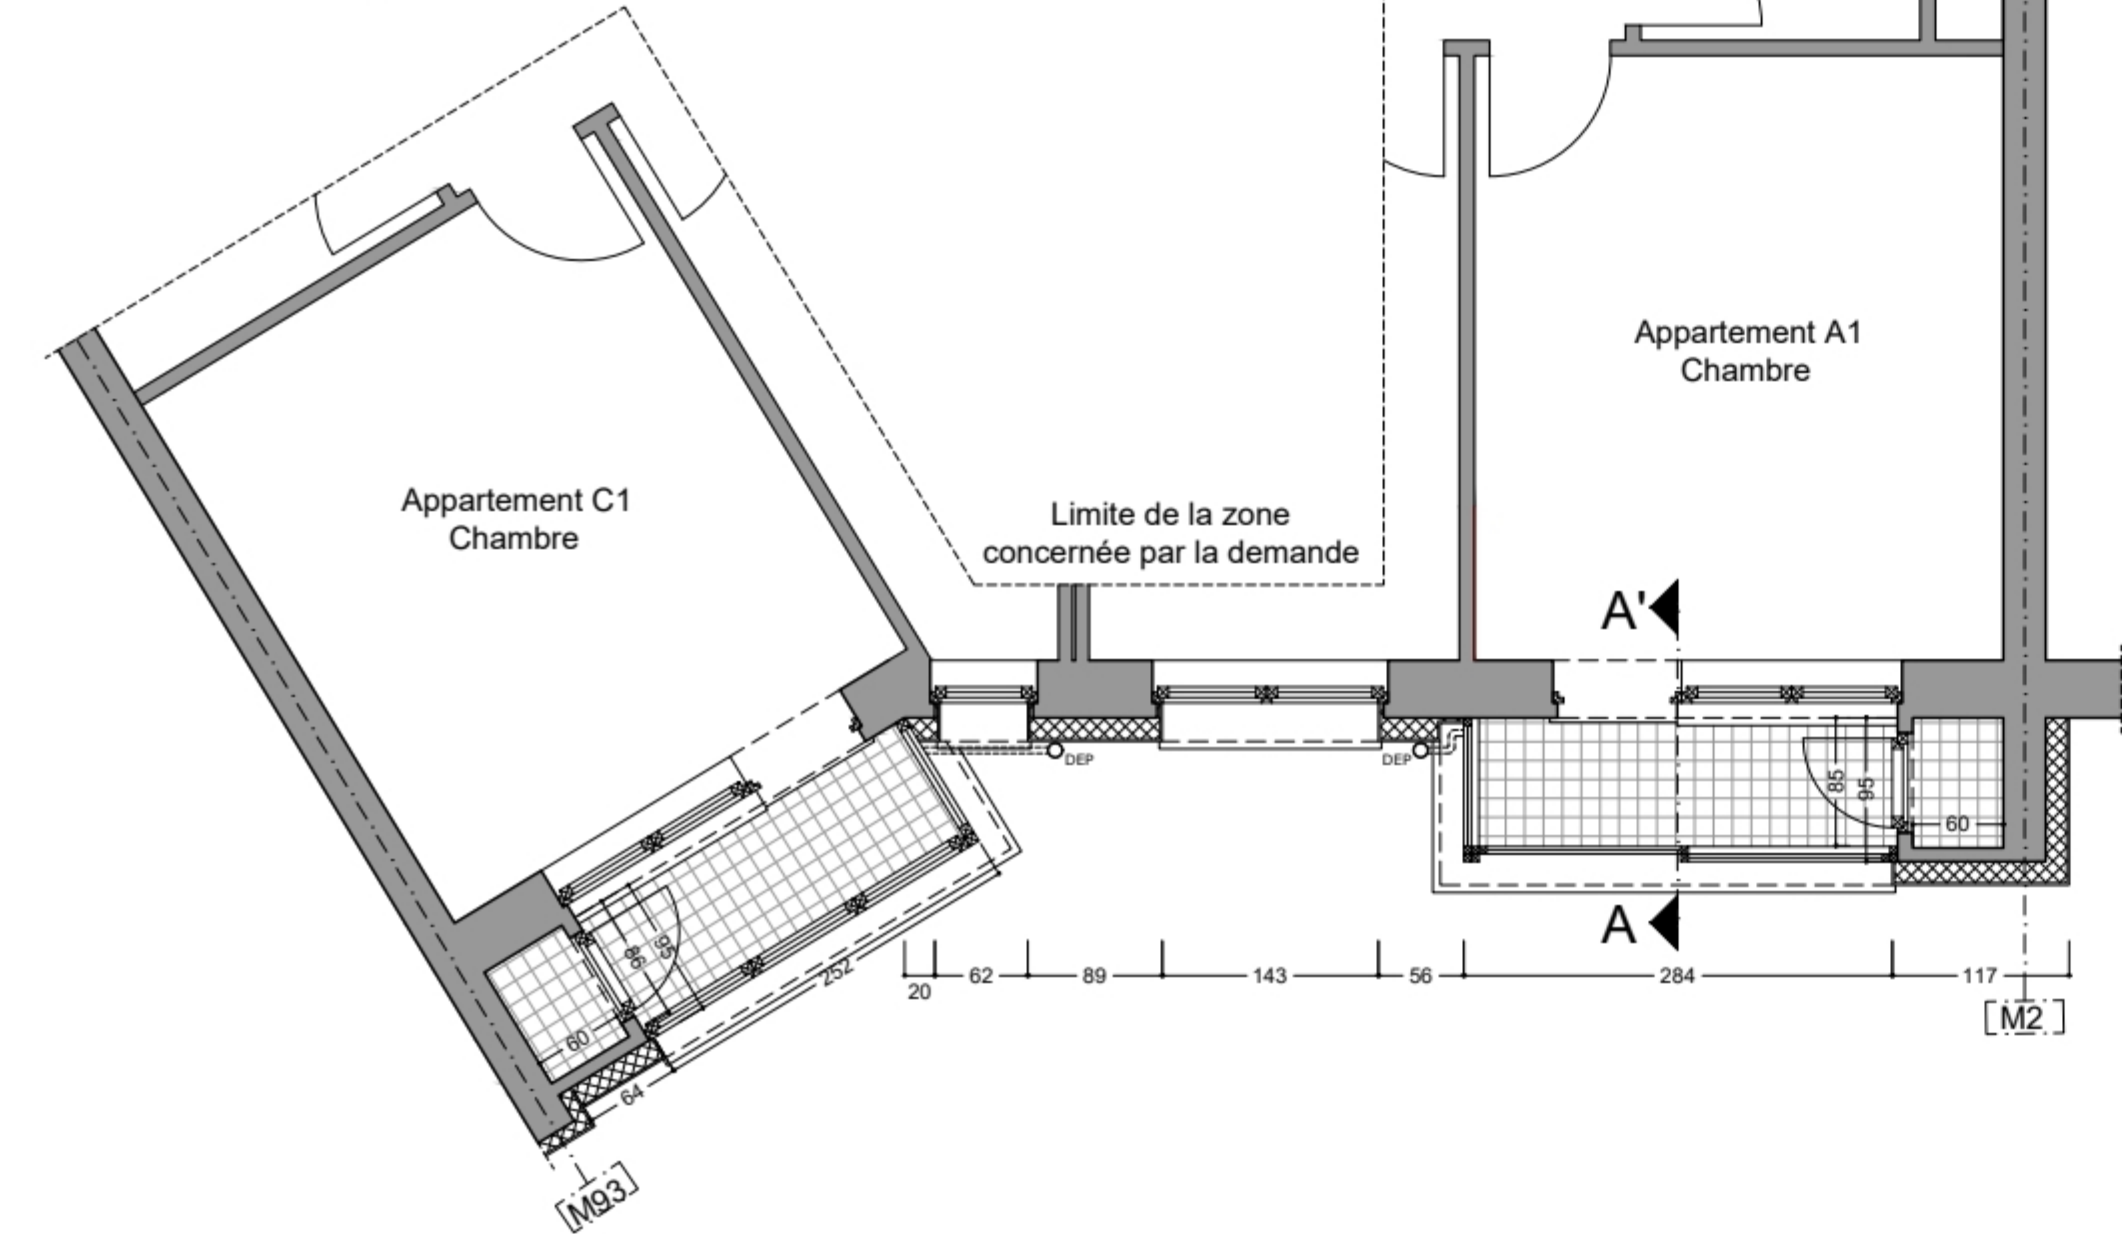 Appartement A1
Chambre
Appartement C1
Chambre
Limite de la zone
concernée par la demande
A'
DEP
DEP
85
95
60
86
95
A
252
20
62
89
143
56
284
117
M2
60
64
M93